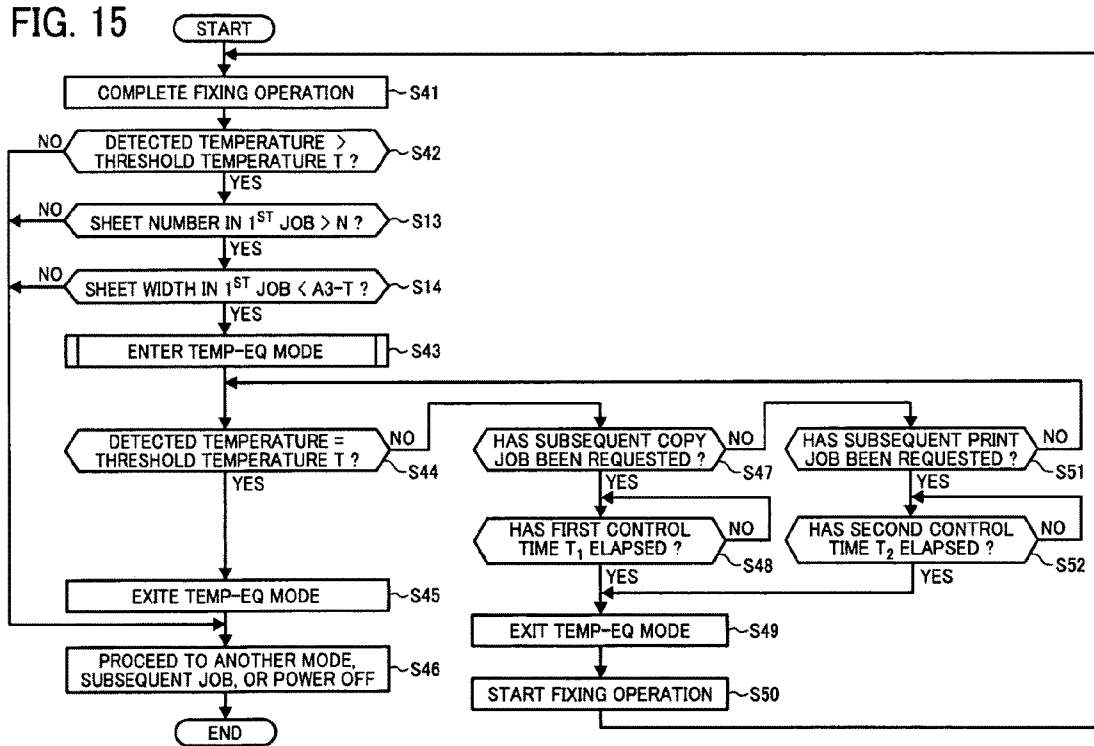 FIG. 15
START
COMPLETE FIXING OPERATION
S41
NO
DETECTED TEMPERATURE >
THRESHOLD TEMPERATURE T ?
S42
YES
NO
SHEET NUMBER IN 1ST JOB > N ?
S13
YES
NO
SHEET WIDTH IN 1ST JOB < A3-T ?
S14
YES
ENTER TEMP-EQ MODE
S43
DETECTED TEMPERATURE =
THRESHOLD TEMPERATURE T ?
NO
S44
YES
HAS SUBSEQUENT COPY
JOB BEEN REQUESTED ?
NO
S47
YES
HAS SUBSEQUENT PRINT
JOB BEEN REQUESTED ?
NO
S51
YES
HAS FIRST CONTROL
TIME T1 ELAPSED ?
NO
S48
YES
HAS SECOND CONTROL
TIME T2 ELAPSED ?
NO
S52
YES
EXITE TEMP-EQ MODE
S45
EXIT TEMP-EQ MODE
S49
PROCEED TO ANOTHER MODE,
SUBSEQUENT JOB, OR POWER OFF
S46
START FIXING OPERATION
S50
END